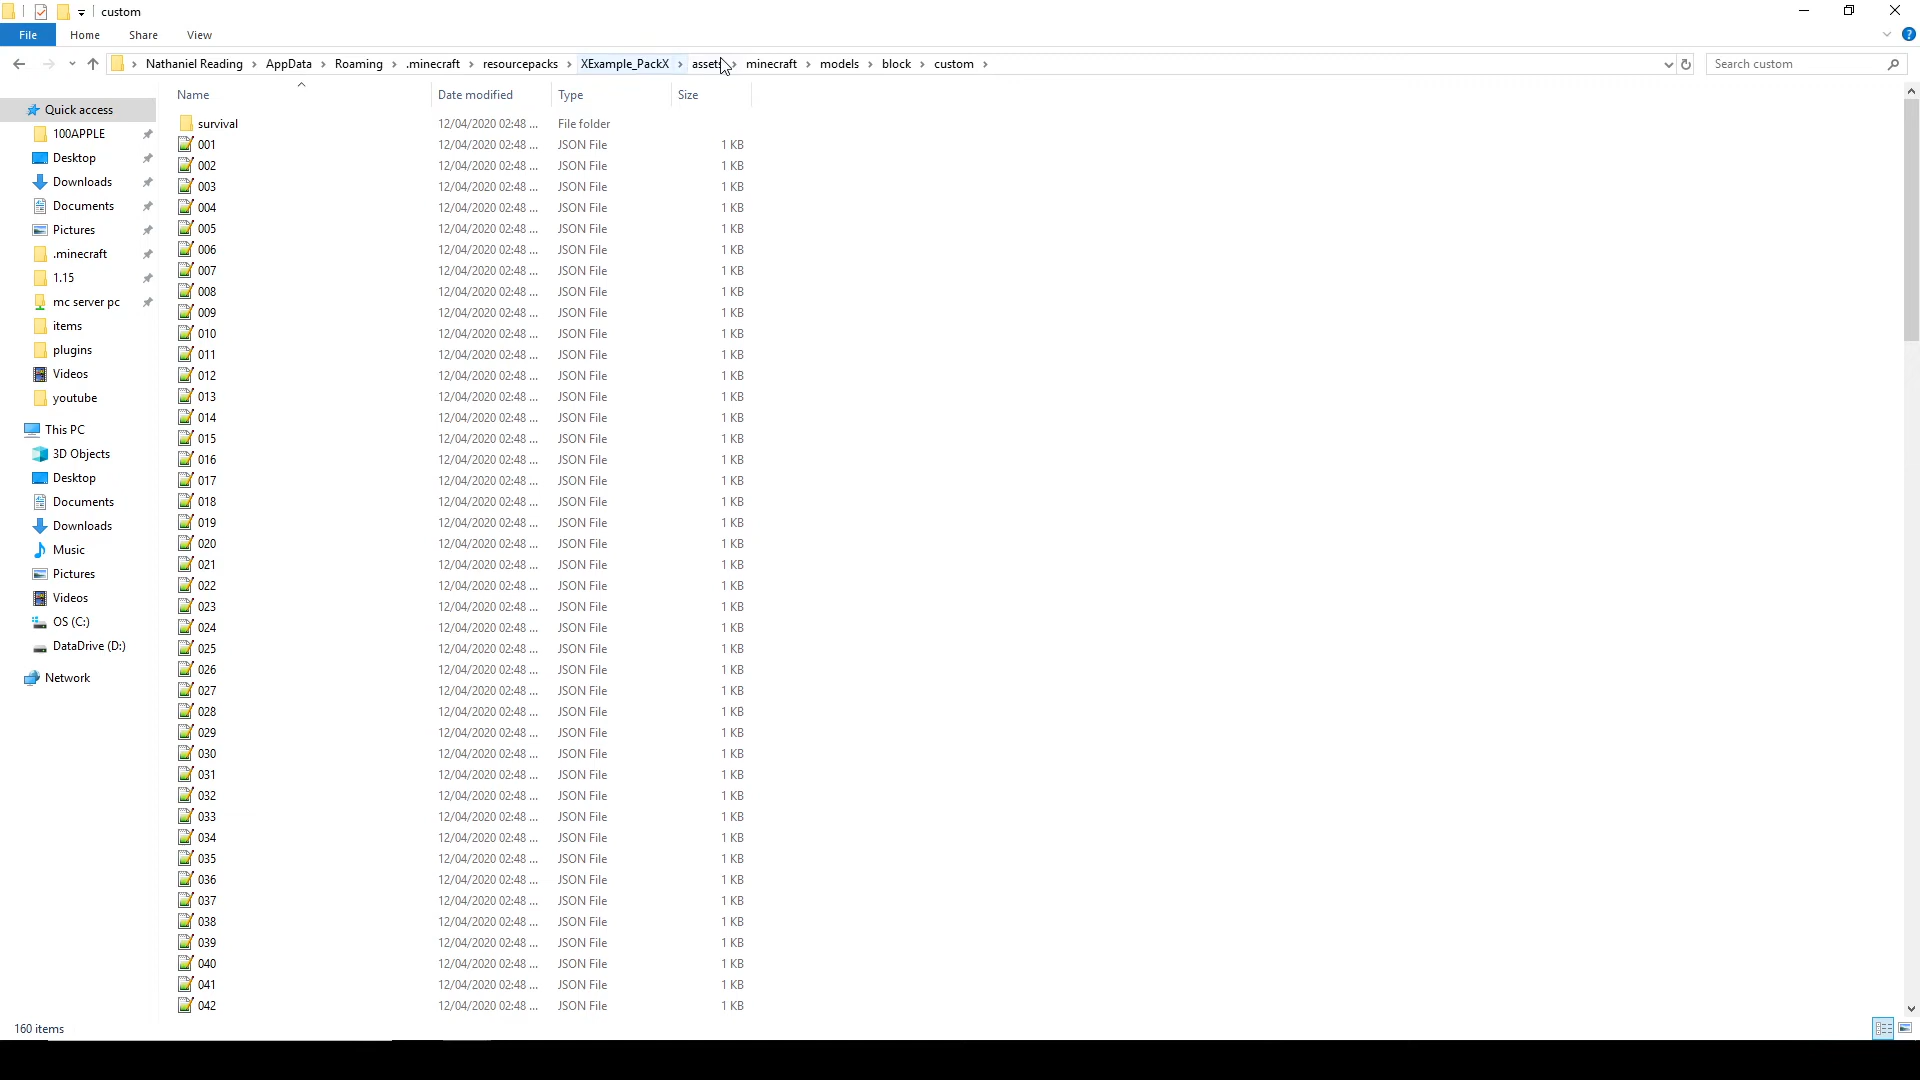 custom
File Home Share View
Nathaniel Reading AppData Roaming .minecraft resourcepacks XExample_PackX assets minecraft models block custom Search custom
Name Date modified Type Size
Quick access
100APPLE
Desktop
Downloads
Documents
Pictures
.minecraft
1.15
mc server pc
items
plugins
Videos
youtube
This PC
3D Objects
Desktop
Documents
Downloads
Music
Pictures
Videos
OS (C:)
DataDrive (D:)
Network
survival 12/04/2020 02:48 ... File folder
001 12/04/2020 02:48 ... JSON File 1 KB
002 12/04/2020 02:48 ... JSON File 1 KB
003 12/04/2020 02:48 ... JSON File 1 KB
004 12/04/2020 02:48 ... JSON File 1 KB
005 12/04/2020 02:48 ... JSON File 1 KB
006 12/04/2020 02:48 ... JSON File 1 KB
007 12/04/2020 02:48 ... JSON File 1 KB
008 12/04/2020 02:48 ... JSON File 1 KB
009 12/04/2020 02:48 ... JSON File 1 KB
010 12/04/2020 02:48 ... JSON File 1 KB
011 12/04/2020 02:48 ... JSON File 1 KB
012 12/04/2020 02:48 ... JSON File 1 KB
013 12/04/2020 02:48 ... JSON File 1 KB
014 12/04/2020 02:48 ... JSON File 1 KB
015 12/04/2020 02:48 ... JSON File 1 KB
016 12/04/2020 02:48 ... JSON File 1 KB
017 12/04/2020 02:48 ... JSON File 1 KB
018 12/04/2020 02:48 ... JSON File 1 KB
019 12/04/2020 02:48 ... JSON File 1 KB
020 12/04/2020 02:48 ... JSON File 1 KB
021 12/04/2020 02:48 ... JSON File 1 KB
022 12/04/2020 02:48 ... JSON File 1 KB
023 12/04/2020 02:48 ... JSON File 1 KB
024 12/04/2020 02:48 ... JSON File 1 KB
025 12/04/2020 02:48 ... JSON File 1 KB
026 12/04/2020 02:48 ... JSON File 1 KB
027 12/04/2020 02:48 ... JSON File 1 KB
028 12/04/2020 02:48 ... JSON File 1 KB
029 12/04/2020 02:48 ... JSON File 1 KB
030 12/04/2020 02:48 ... JSON File 1 KB
031 12/04/2020 02:48 ... JSON File 1 KB
032 12/04/2020 02:48 ... JSON File 1 KB
033 12/04/2020 02:48 ... JSON File 1 KB
034 12/04/2020 02:48 ... JSON File 1 KB
035 12/04/2020 02:48 ... JSON File 1 KB
036 12/04/2020 02:48 ... JSON File 1 KB
037 12/04/2020 02:48 ... JSON File 1 KB
038 12/04/2020 02:48 ... JSON File 1 KB
039 12/04/2020 02:48 ... JSON File 1 KB
040 12/04/2020 02:48 ... JSON File 1 KB
041 12/04/2020 02:48 ... JSON File 1 KB
042 12/04/2020 02:48 ... JSON File 1 KB
160 items